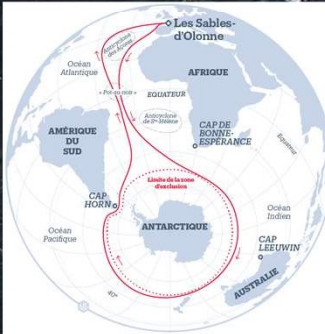 Les Sables-
d'Olonne
Anticyclone
des Açores
Océan
Atlantique
AFRIQUE
« Pot au noir »
EQUATEUR
Anticyclone
de Ste Hélène
AMÉRIQUE
DU
SUD
CAP DE
BONNE-
ESPÉRANCE
Equateur
Limite de la zone
d'exclusion
CAP
HORN
Océan
Indien
ANTARCTIQUE
Océan
Pacifique
CAP
LEEUWIN
AUSTRALIE
40°